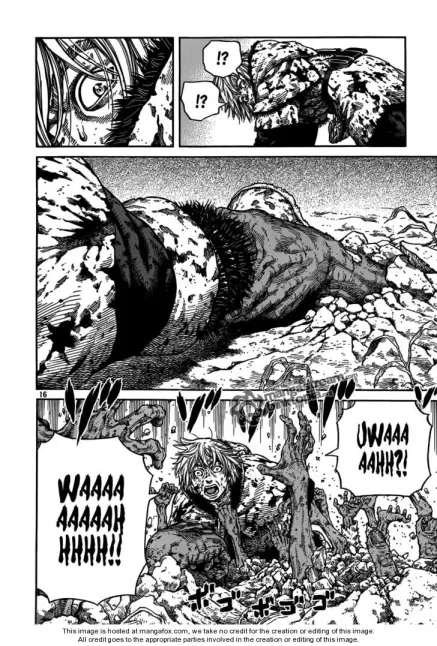 !?
!?
16
UWAAA
AAHH?!
WAAAA
AAAAAH
HHHH!!
ボゴ
ボゴゴ
This image is hosted at mangafox.com, we take no credit for the creation or editing of this image.
All credit goes to the appropriate parties involved in the creation or editing of this image.